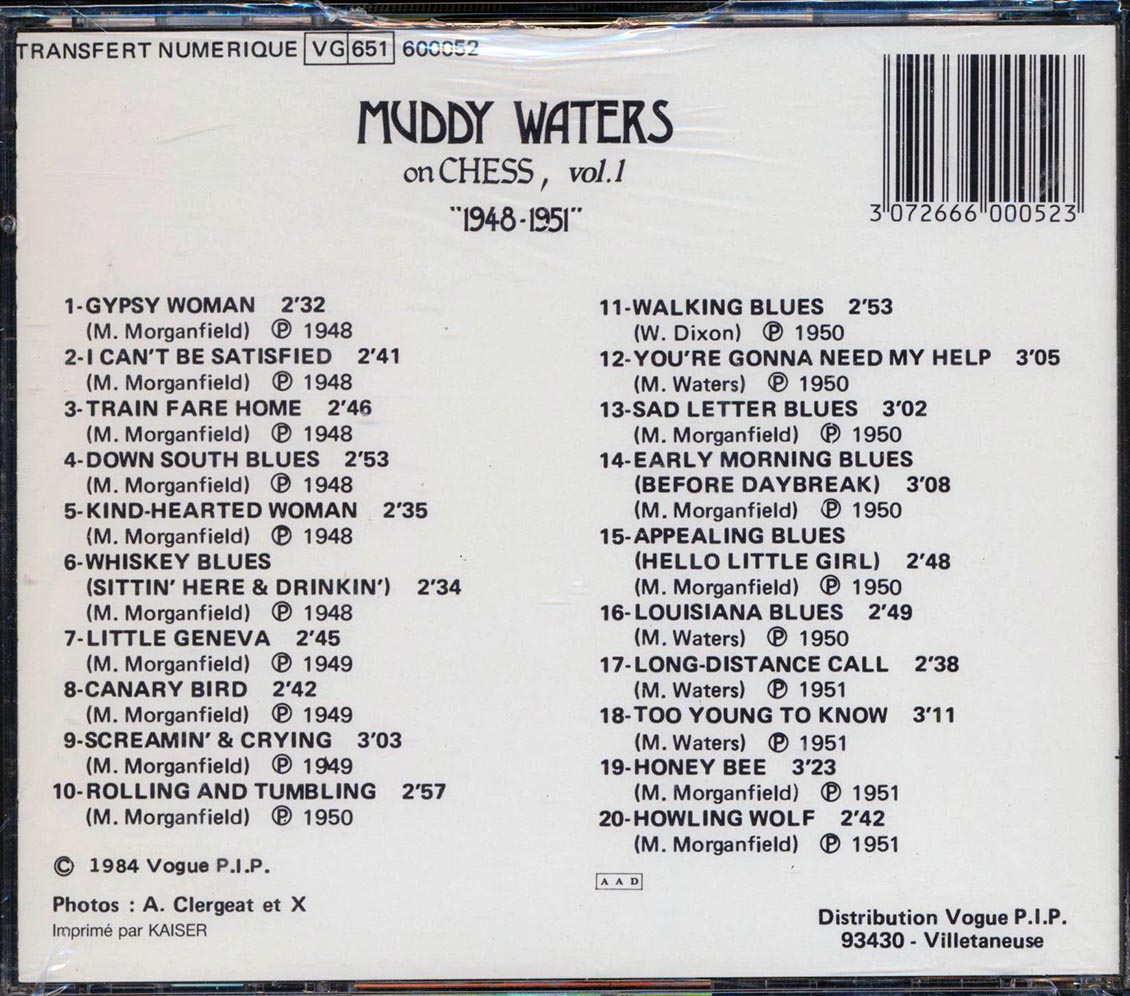 TRANSFERT NUMERIQUE VG 651 600052
MUDDY WATERS
on CHESS, vol.1
"1948-1951"
3 072666 000523
1-GYPSY WOMAN 2'32
(M. Morganfield) Ⓟ 1948
2-I CAN'T BE SATISFIED 2'41
(M. Morganfield) Ⓟ 1948
3-TRAIN FARE HOME 2'46
(M. Morganfield) Ⓟ 1948
4-DOWN SOUTH BLUES 2'53
(M. Morganfield) Ⓟ 1948
5-KIND-HEARTED WOMAN 2'35
(M. Morganfield) Ⓟ 1948
6-WHISKEY BLUES
(SITTIN' HERE & DRINKIN') 2'34
(M. Morganfield) Ⓟ 1948
7-LITTLE GENEVA 2'45
(M. Morganfield) Ⓟ 1949
8-CANARY BIRD 2'42
(M. Morganfield) Ⓟ 1949
9-SCREAMIN' & CRYING 3'03
(M. Morganfield) Ⓟ 1949
10-ROLLING AND TUMBLING 2'57
(M. Morganfield) Ⓟ 1950
11-WALKING BLUES 2'53
(W. Dixon) Ⓟ 1950
12-YOU'RE GONNA NEED MY HELP 3'05
(M. Waters) Ⓟ 1950
13-SAD LETTER BLUES 3'02
(M. Morganfield) Ⓟ 1950
14-EARLY MORNING BLUES
(BEFORE DAYBREAK) 3'08
(M. Morganfield) Ⓟ 1950
15-APPEALING BLUES
(HELLO LITTLE GIRL) 2'48
(M. Morganfield) Ⓟ 1950
16-LOUISIANA BLUES 2'49
(M. Waters) Ⓟ 1950
17-LONG-DISTANCE CALL 2'38
(M. Waters) Ⓟ 1951
18-TOO YOUNG TO KNOW 3'11
(M. Waters) Ⓟ 1951
19-HONEY BEE 3'23
(M. Morganfield) Ⓟ 1951
20-HOWLING WOLF 2'42
(M. Morganfield) Ⓟ 1951
© 1984 Vogue P.I.P.
Photos : A. Clergeat et X
Imprimé par KAISER
A A D
Distribution Vogue P.I.P.
93430 - Villetaneuse